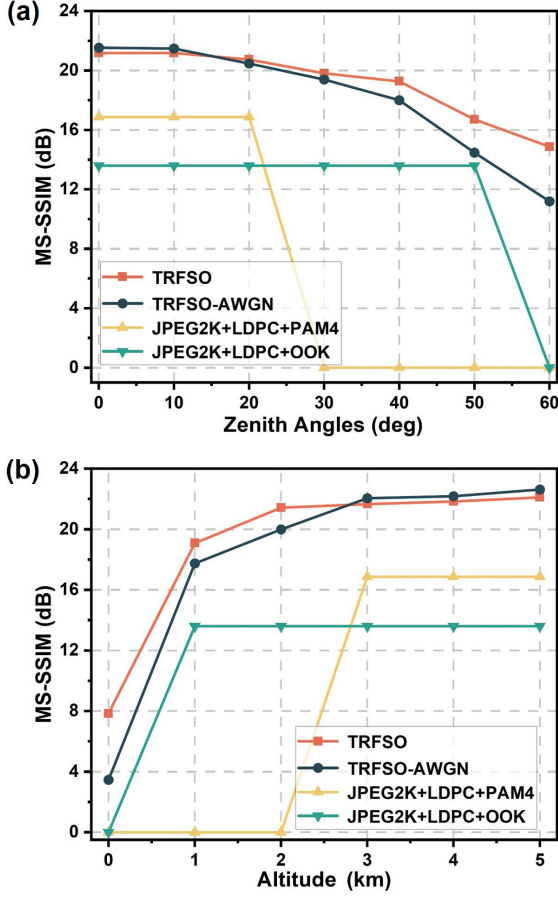 (a)
24
20
16
12
8
4
0
MS-SSIM (dB)
TRFSO
TRFSO-AWGN
JPEG2K+LDPC+PAM4
JPEG2K+LDPC+OOK
0 10 20 30 40 50 60
Zenith Angles (deg)
(b)
24
20
16
12
8
4
0
MS-SSIM (dB)
TRFSO
TRFSO-AWGN
JPEG2K+LDPC+PAM4
JPEG2K+LDPC+OOK
0 1 2 3 4 5
Altitude (km)